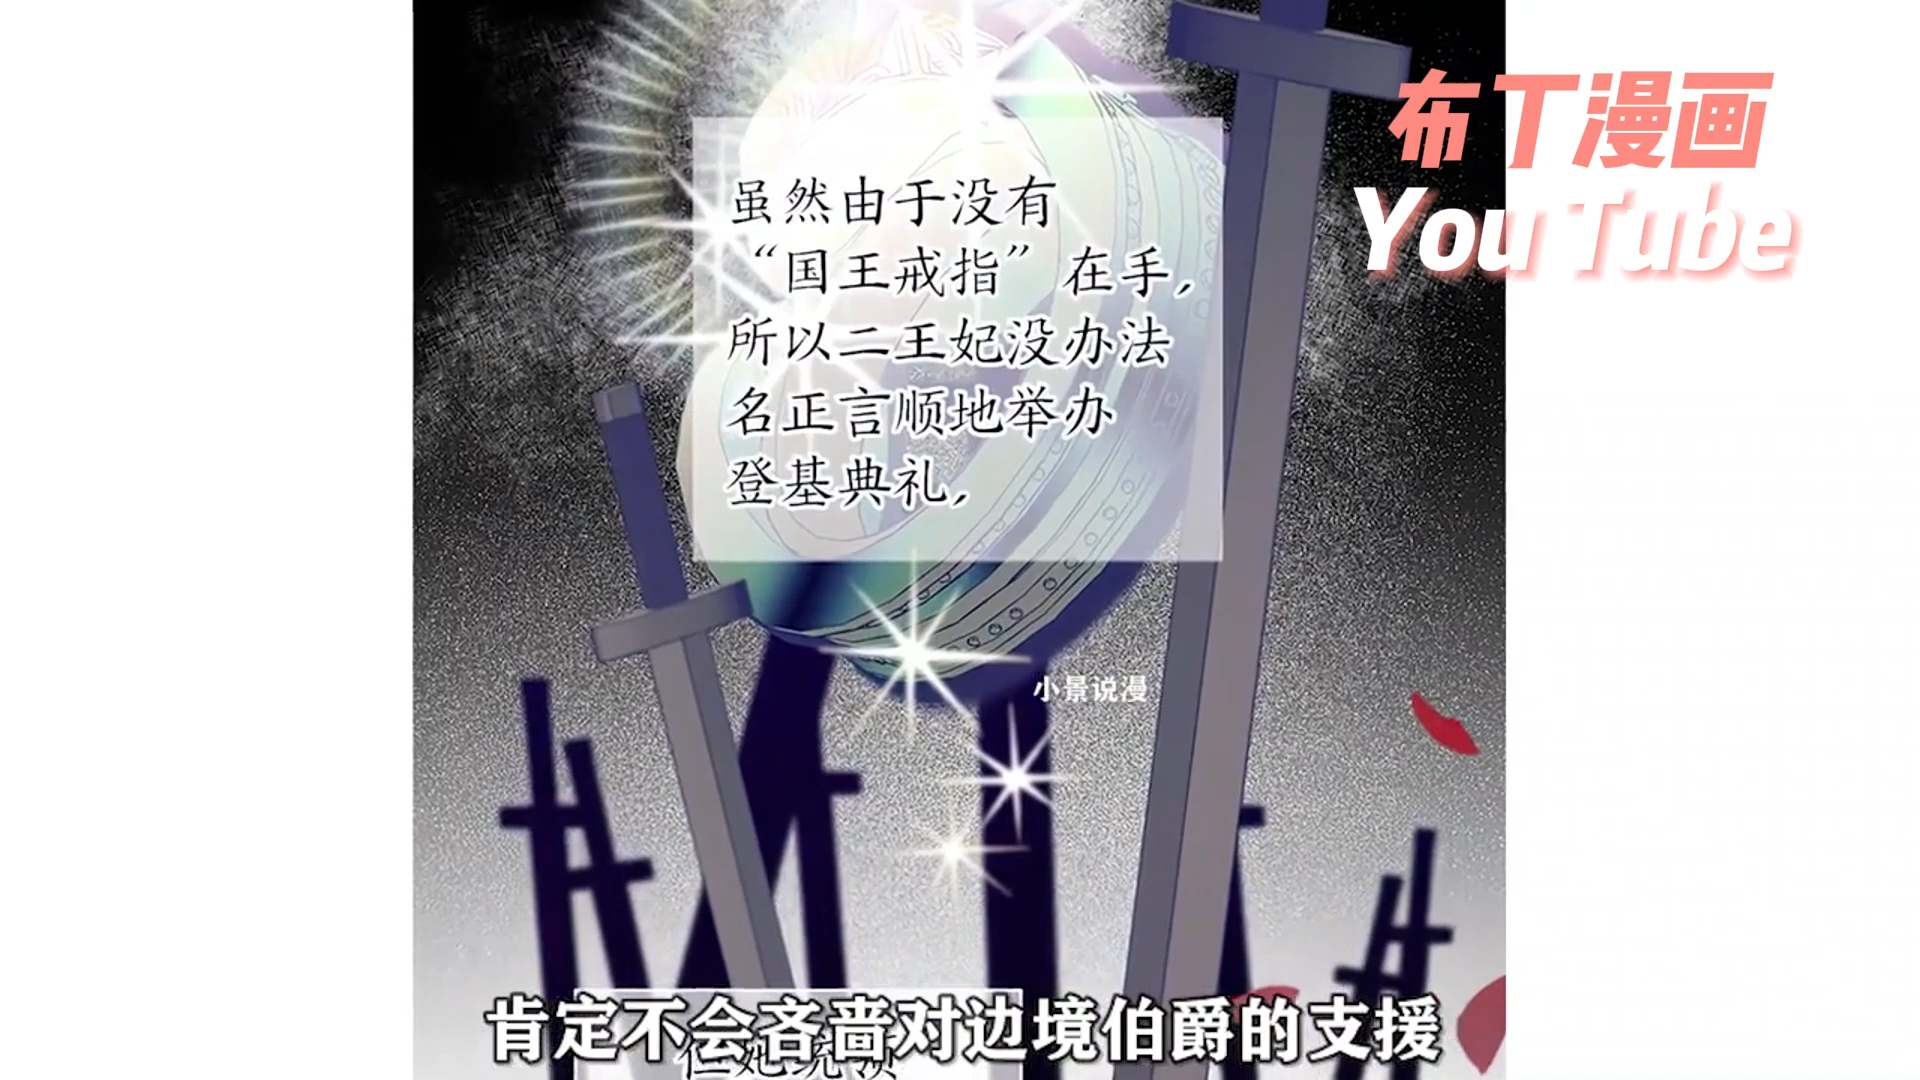 布丁漫画
YouTube
虽然由于没有
“国王戒指”在手，
所以二王妃没办法
名正言顺地举办
登基典礼，
小景说漫
肯定不会吝啬对边境伯爵的支援